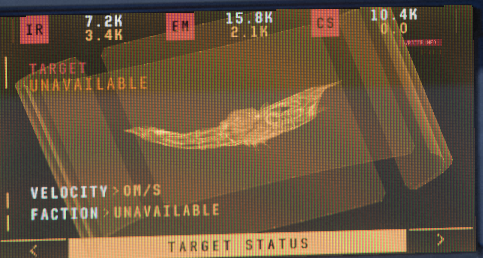 IR 7.2K EM 15.8K CS 10.4K
3.4K 2.1K 0.0
TARGET
UNAVAILABLE
VELOCITY > 0M/S
FACTION > UNAVAILABLE
< TARGET STATUS >